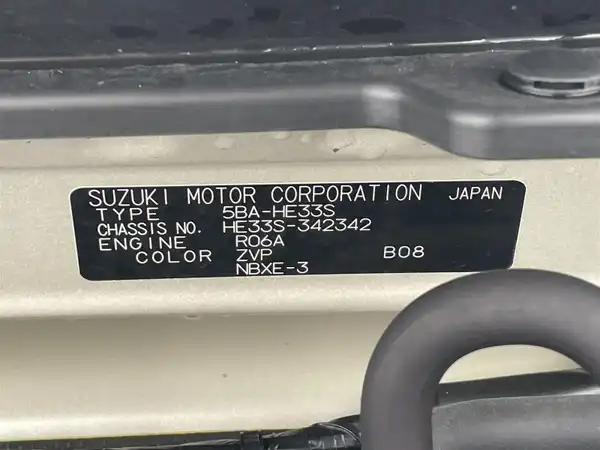 SUZUKI MOTOR CORPORATION JAPAN
TYPE 5BA-HE33S
CHASSIS NO. HE33S-342342
ENGINE R06A
COLOR ZVP B08
NBXE-3